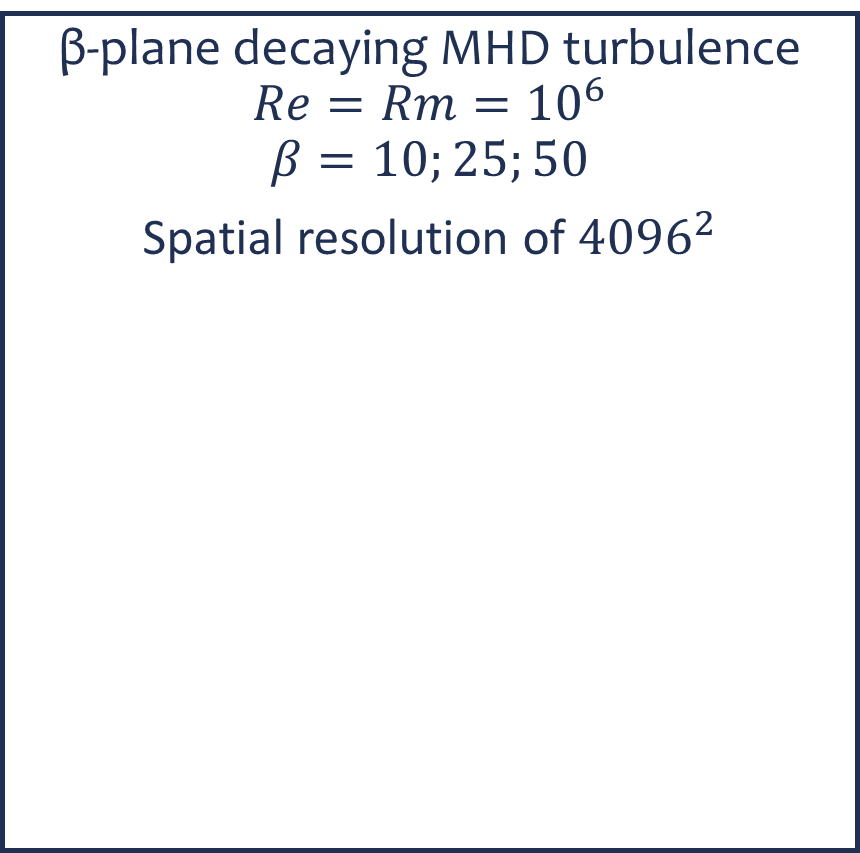 β-plane decaying MHD turbulence
Re = Rm = 10⁶
β = 10; 25; 50
Spatial resolution of 4096²